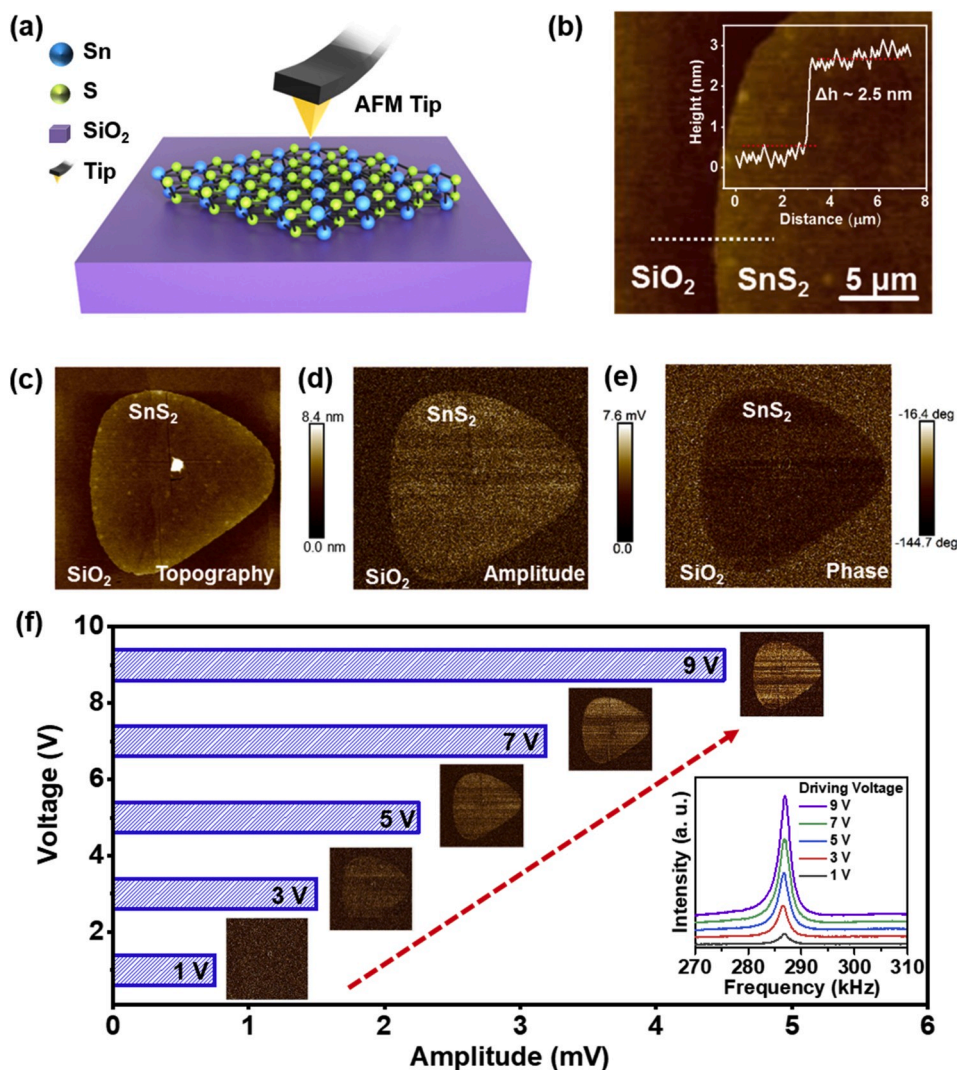 (a)
Sn
S
SiO₂
Tip
AFM Tip
(b)
Height (nm)
3
2
1
0
Δh ~ 2.5 nm
0 2 4 6 8
Distance (μm)
SiO₂ SnS₂ 5 μm
(c)
SnS₂
SiO₂ Topography
8.4 nm
0.0 nm
(d)
SnS₂
SiO₂ Amplitude
7.6 mV
0.0
(e)
SnS₂
SiO₂ Phase
-16.4 deg
-144.7 deg
(f)
Voltage (V)
10
8
6
4
2
9 V
7 V
5 V
3 V
1 V
0 1 2 3 4 5 6
Amplitude (mV)
Intensity (a. u.)
Driving Voltage
9 V
7 V
5 V
3 V
1 V
270 280 290 300 310
Frequency (kHz)